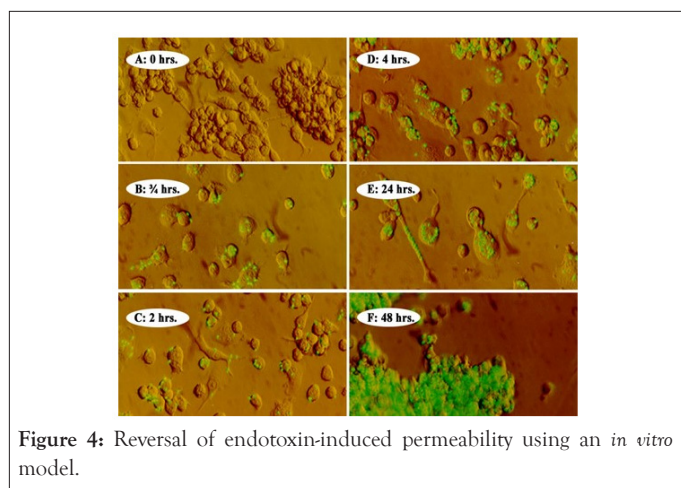 A: 0 hrs.
D: 4 hrs.
B: ¾ hrs.
E: 24 hrs.
C: 2 hrs.
F: 48 hrs.
Figure 4: Reversal of endotoxin-induced permeability using an in vitro
model.